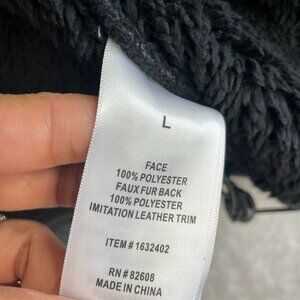 L
FACE
100% POLYESTER
FAUX FUR BACK
100% POLYESTER
IMITATION LEATHER TRIM
ITEM # 1632402
RN # 82608
MADE IN CHINA